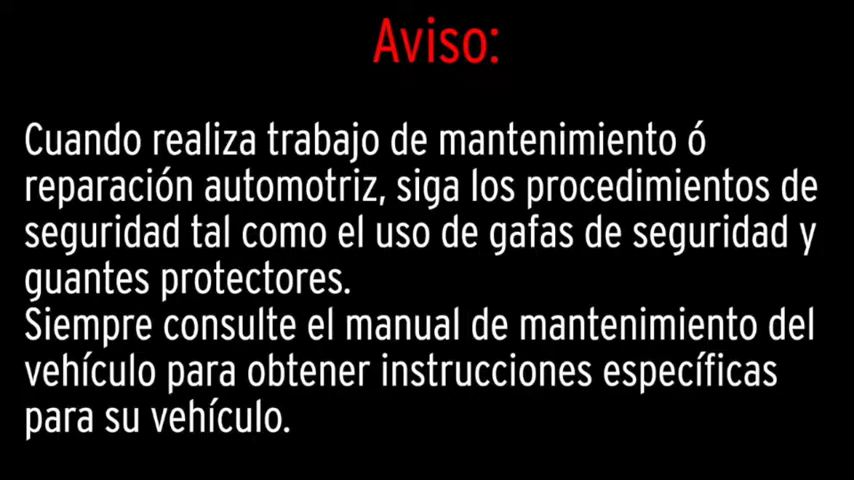 Aviso:
Cuando realiza trabajo de mantenimiento ó
reparación automotriz, siga los procedimientos de
seguridad tal como el uso de gafas de seguridad y
guantes protectores.
Siempre consulte el manual de mantenimiento del
vehículo para obtener instrucciones específicas
para su vehículo.